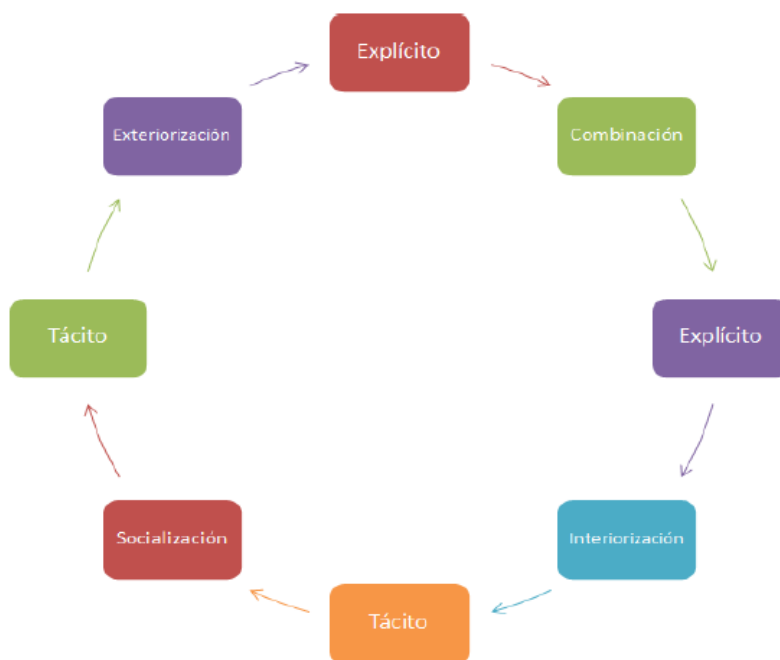 Explícito
Combinación
Explícito
Interiorización
Tácito
Socialización
Tácito
Exteriorización